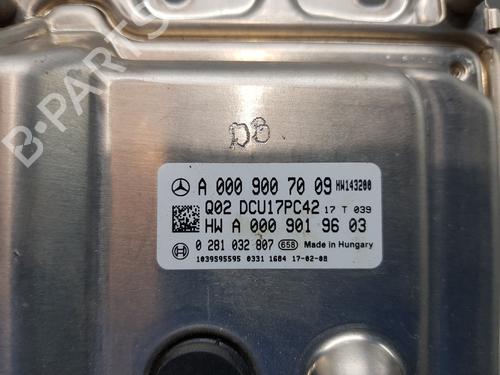 DB
A 000 900 70 09 HW143200
Q02 DCU17PC42 17 T 039
HW A 000 901 96 03
0 281 032 807 658 Made in Hungary
1039S95595 0331 1684 17-02-08
B-PARTS